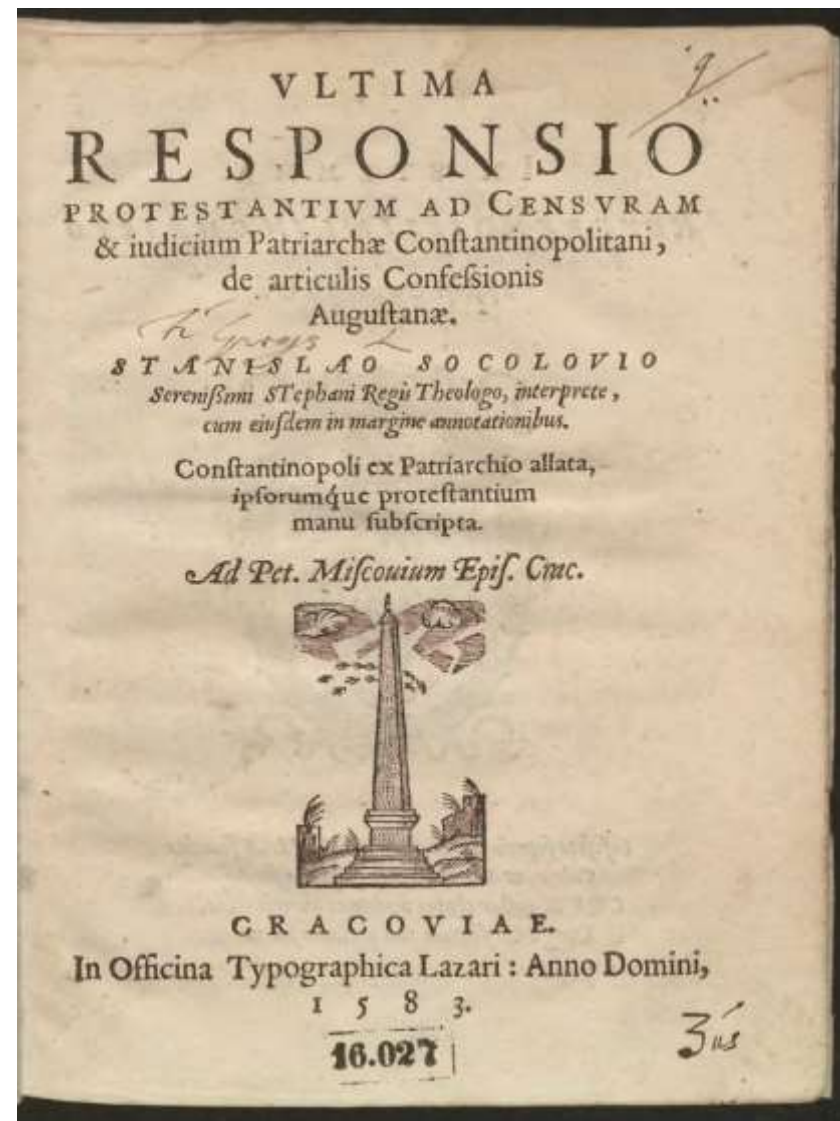 VLTIMA
RESPONSIO
PROTESTANTIVM AD CENSVRAM
& iudicium Patriarchæ Conſtantinopolitani,
de articulis Confeſsionis
Auguſtanæ.
STANISLAO SOCOLOVIO
Sereniſsimi STephani Regis Theologo, interprete,
cum eiuſdem in margine annotationibus.
Conſtantinopoli ex Patriarchio allata,
ipſorumq́ue proteſtantium
manu ſubſcripta.
Ad Pet. Miſcouium Epiſ. Crac.
CRACOVIAE.
In Officina Typographica Lazari: Anno Domini,
1583.
16.027